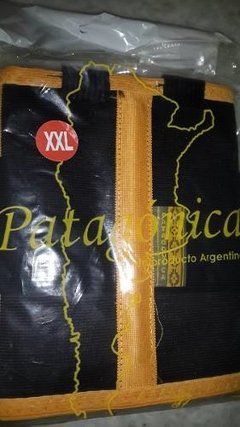 XXL
Patagónica
Producto Argentino